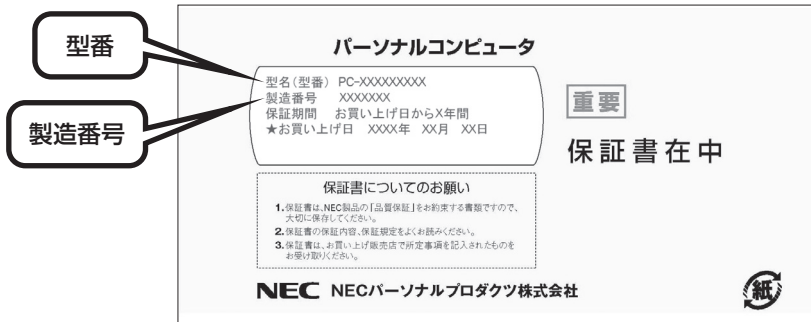 型番
製造番号
パーソナルコンピュータ
型名(型番) PC-XXXXXXXXX
製造番号 XXXXXXX
保証期間 お買い上げ日からX年間
★お買い上げ日 XXXX年 XX月 XX日
重要
保証書在中
保証書についてのお願い
1.保証書は、NEC製品の「品質保証」をお約束する書類ですので、
大切に保存してください。
2.保証書の保証内容、保証規定をよくお読みください。
3.保証書は、お買い上げ販売店で所定事項を記入されたものを
お受け取りください。
NEC NECパーソナルプロダクツ株式会社
紙